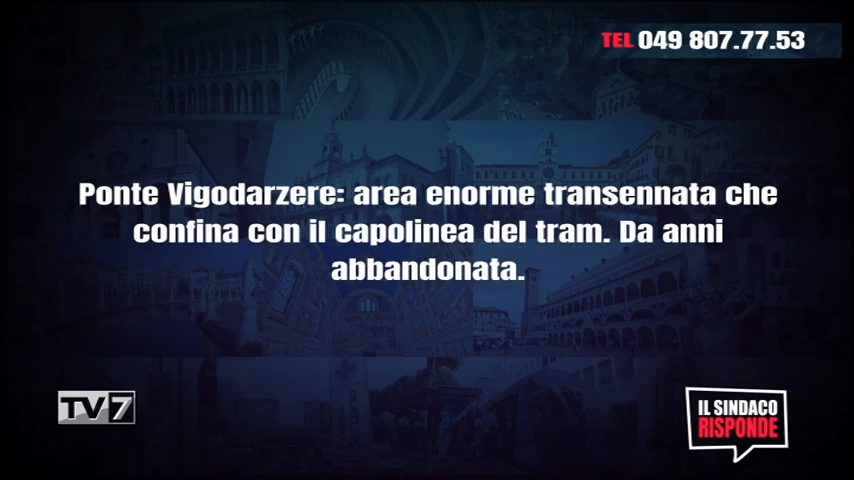 TEL 049 807.77.53
Ponte Vigodarzere: area enorme transennata che
confina con il capolinea del tram. Da anni
abbandonata.
TV7
IL SINDACO
RISPONDE